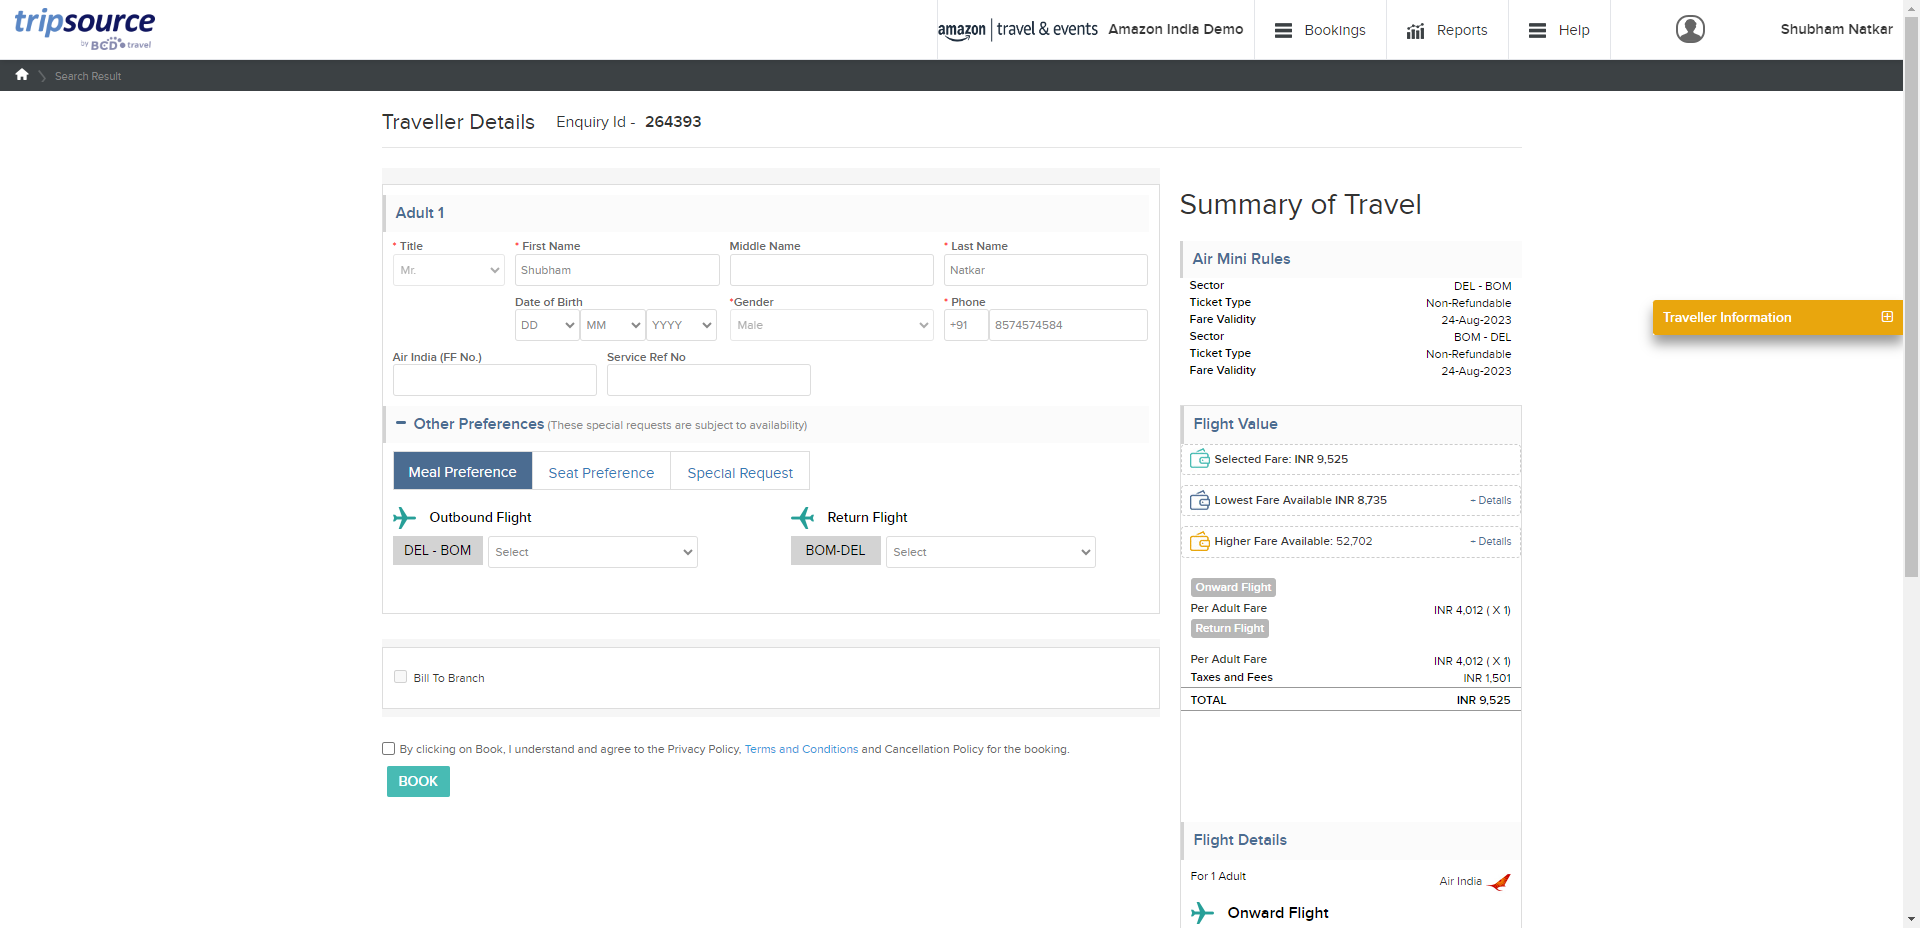 tripsource
by BCD travel
amazon | travel & events Amazon India Demo
Bookings
Reports
Help
Shubham Natkar
Search Result
Traveller Details Enquiry Id - 264393
Adult 1
* Title * First Name Middle Name * Last Name
Mr. Shubham Natkar
Date of Birth *Gender * Phone
DD MM YYYY Male +91 8574574584
Air India (FF No.) Service Ref No
Other Preferences (These special requests are subject to availability)
Meal Preference Seat Preference Special Request
Outbound Flight Return Flight
DEL - BOM Select BOM-DEL Select
Bill To Branch
By clicking on Book, I understand and agree to the Privacy Policy, Terms and Conditions and Cancellation Policy for the booking.
BOOK
Summary of Travel
Air Mini Rules
Sector DEL - BOM
Ticket Type Non-Refundable
Fare Validity 24-Aug-2023
Sector BOM - DEL
Ticket Type Non-Refundable
Fare Validity 24-Aug-2023
Flight Value
Selected Fare: INR 9,525
Lowest Fare Available INR 8,735 + Details
Higher Fare Available: 52,702 + Details
Onward Flight
Per Adult Fare INR 4,012 ( X 1)
Return Flight
Per Adult Fare INR 4,012 ( X 1)
Taxes and Fees INR 1,501
TOTAL INR 9,525
Flight Details
For 1 Adult Air India
Onward Flight
Traveller Information